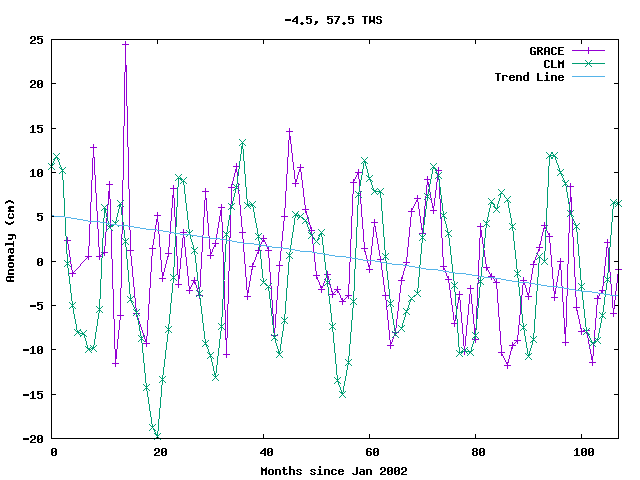 -4.5, 57.5 TWS
GRACE
CLM
Trend Line
25
20
15
10
5
0
-5
-10
-15
-20
Anomaly (cm)
0 20 40 60 80 100
Months since Jan 2002